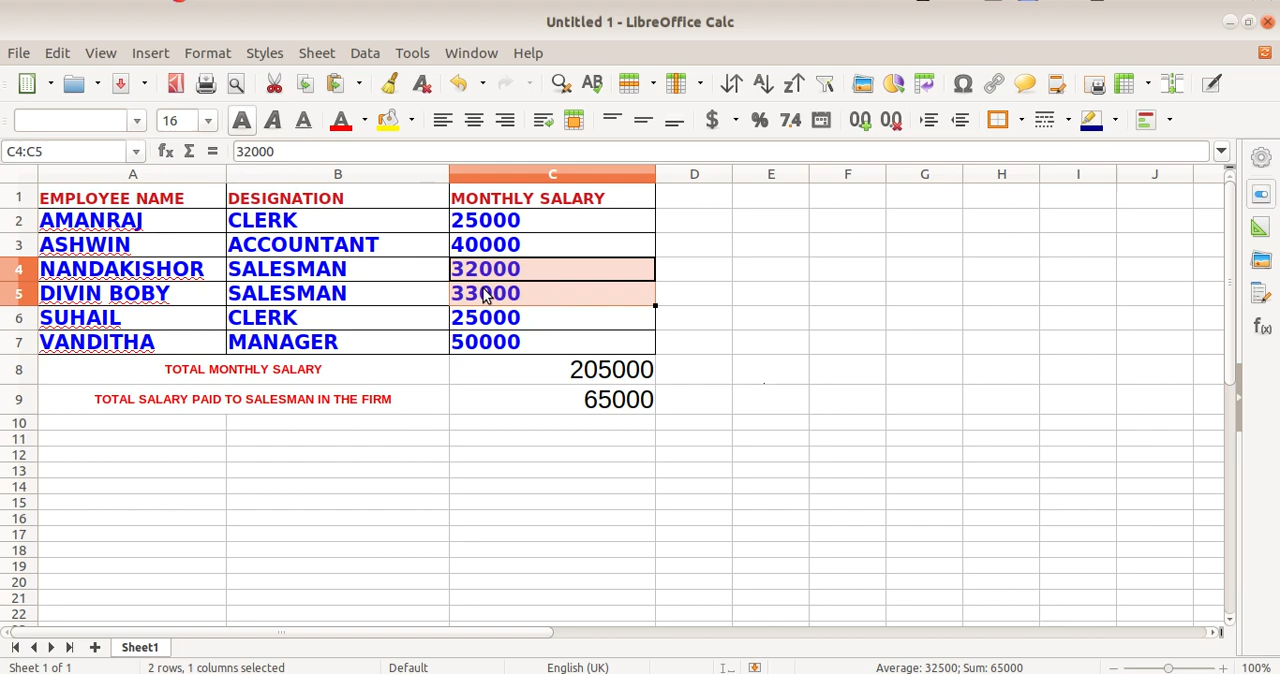 Untitled 1 - LibreOffice Calc
File Edit View Insert Format Styles Sheet Data Tools Window Help
16
C4:C5 32000
A B C D E F G H I J
1 EMPLOYEE NAME DESIGNATION MONTHLY SALARY
2 AMANRAJ CLERK 25000
3 ASHWIN ACCOUNTANT 40000
4 NANDAKISHOR SALESMAN 32000
5 DIVIN BOBY SALESMAN 33000
6 SUHAIL CLERK 25000
7 VANDITHA MANAGER 50000
8 TOTAL MONTHLY SALARY 205000
9 TOTAL SALARY PAID TO SALESMAN IN THE FIRM 65000
10
11
12
13
14
15
16
17
18
19
20
21
22
Sheet1
Sheet 1 of 1 2 rows, 1 columns selected Default English (UK) Average: 32500; Sum: 65000 100%